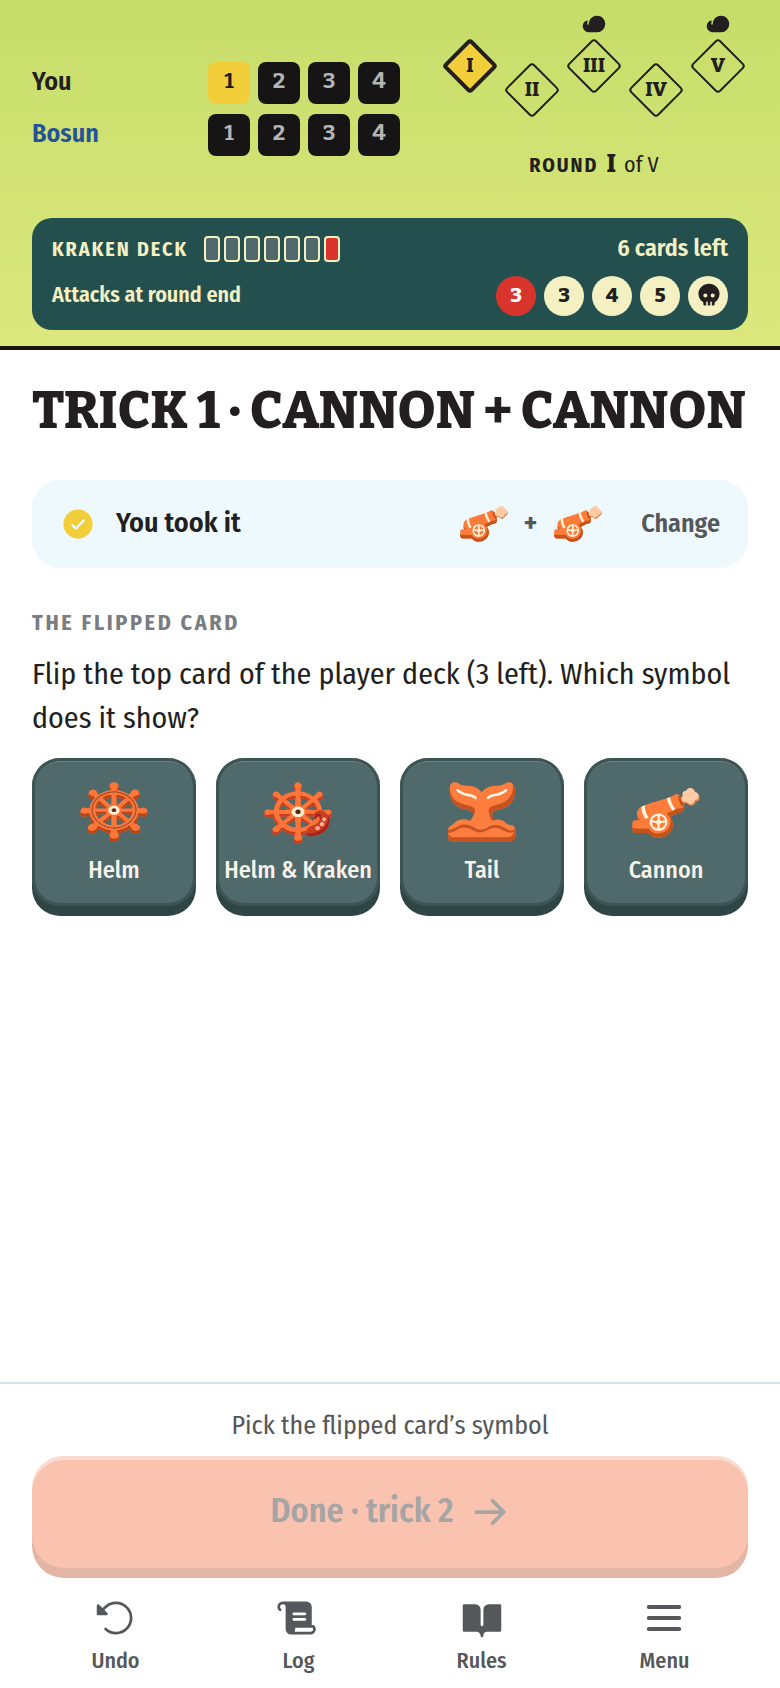 You 1 2 3 4
Bosun 1 2 3 4
I II III IV V
ROUND I of V
KRAKEN DECK 6 cards left
Attacks at round end 3 3 4 5
TRICK 1 · CANNON + CANNON
You took it + Change
THE FLIPPED CARD
Flip the top card of the player deck (3 left). Which symbol
does it show?
Helm Helm & Kraken Tail Cannon
Pick the flipped card’s symbol
Done · trick 2 →
Undo Log Rules Menu